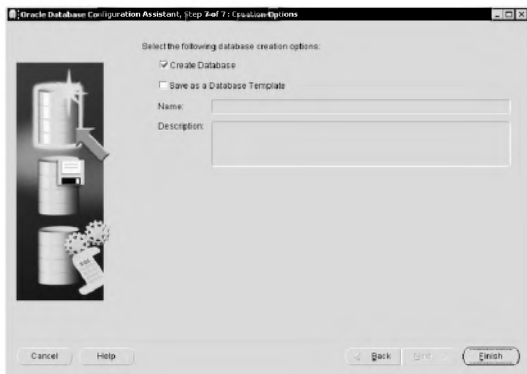 Oracle Database Configuration Assistant, Step 7 of 7 : Creation Options
Select the following database creation options:
Create Database
Save as a Database Template
Name:
Description:
Cancel
Help
Back
Next
Finish